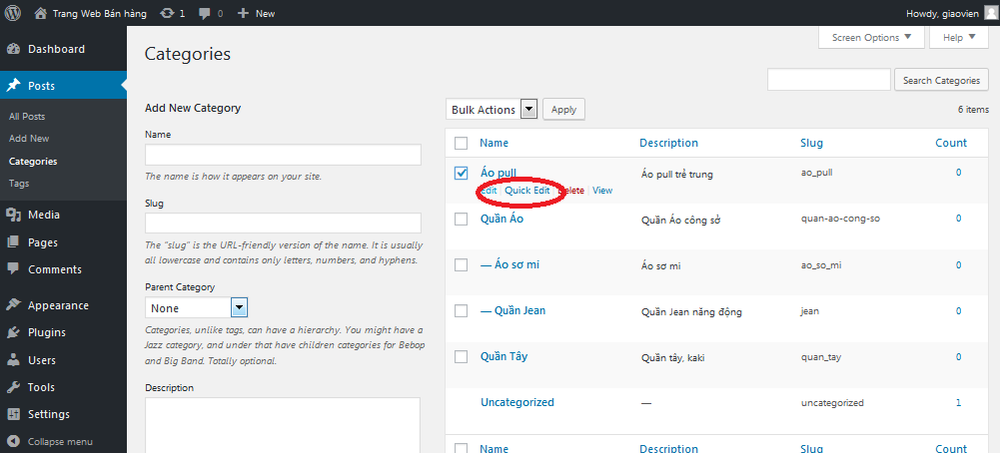 Trang Web Bán hàng 1 0 New Howdy, giaovien
Screen Options Help
Dashboard
Posts
All Posts
Add New
Categories
Tags
Media
Pages
Comments
Appearance
Plugins
Users
Tools
Settings
Collapse menu
Categories
Search Categories
Add New Category
Name
The name is how it appears on your site.
Slug
The “slug” is the URL-friendly version of the name. It is usually
all lowercase and contains only letters, numbers, and hyphens.
Parent Category
None
Categories, unlike tags, can have a hierarchy. You might have a
Jazz category, and under that have children categories for Bebop
and Big Band. Totally optional.
Description
Bulk Actions Apply 6 items
Name Description Slug Count
Áo pull Áo pull trẻ trung ao_pull 0
Edit | Quick Edit | Delete | View
Quần Áo Quần Áo công sở quan-ao-cong-so 0
— Áo sơ mi Áo sơ mi ao_so_mi 0
— Quần Jean Quần Jean năng động jean 0
Quần Tây Quần tây, kaki quan_tay 0
Uncategorized — uncategorized 1
Name Description Slug Count